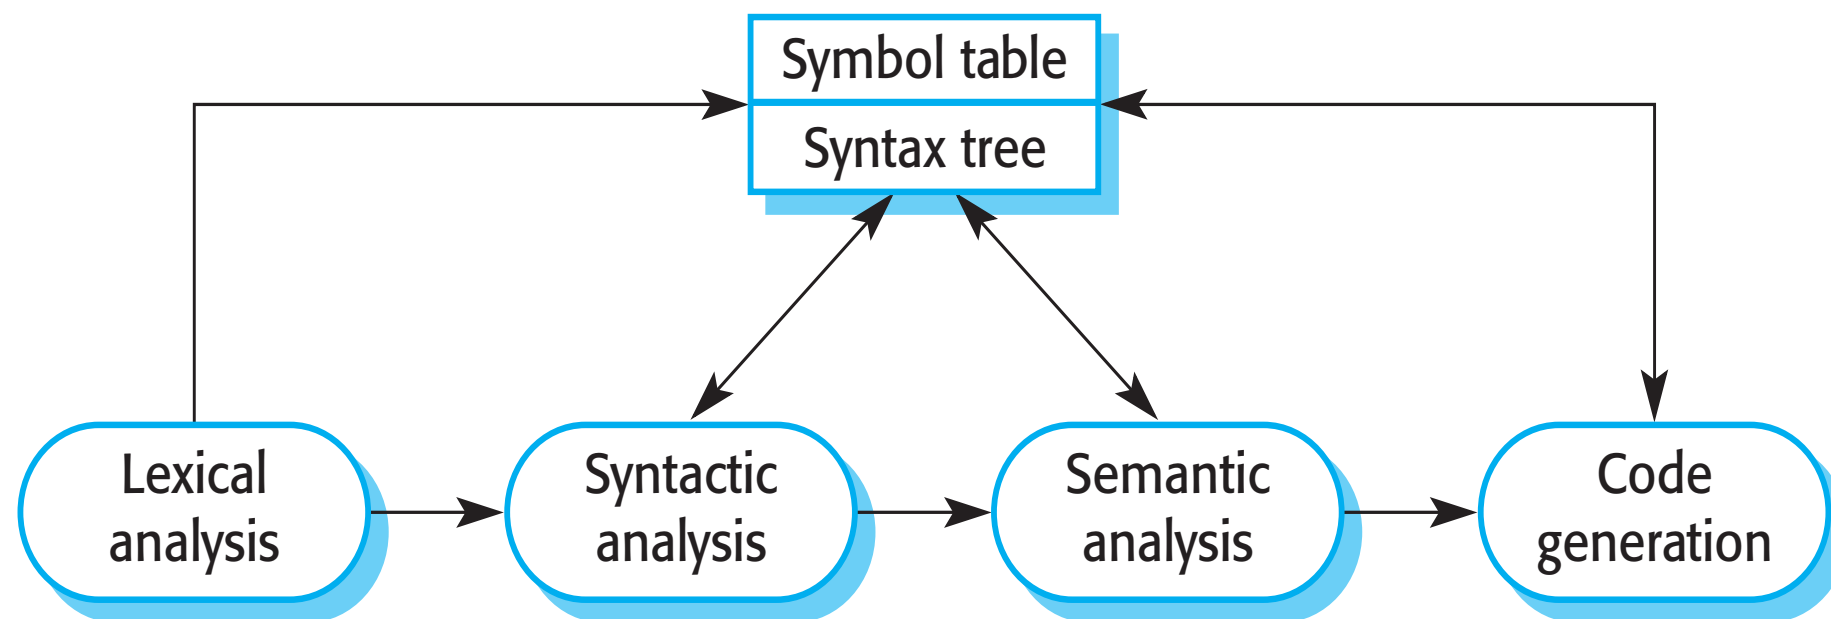 Symbol table
Syntax tree
Lexical
analysis
Syntactic
analysis
Semantic
analysis
Code
generation